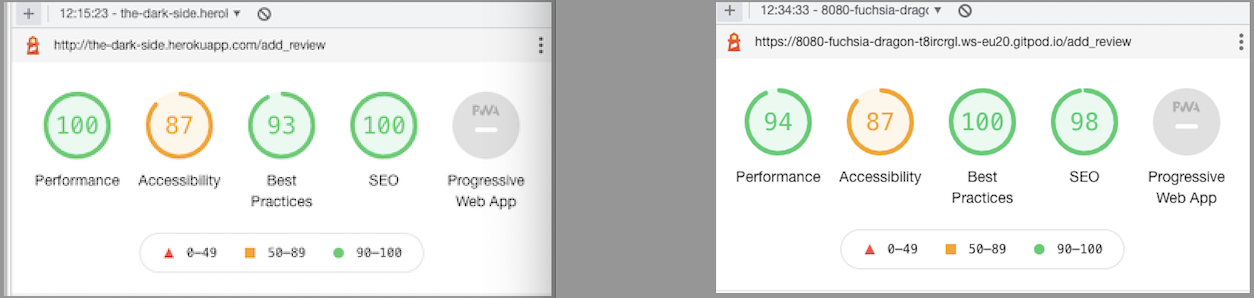 12:15:23 - the-dark-side.herol
http://the-dark-side.herokuapp.com/add_review
100
87
93
100
PWA
Performance
Accessibility
Best
Practices
SEO
Progressive
Web App
0–49
50–89
90–100
12:34:33 - 8080-fuchsia-drag
https://8080-fuchsia-dragon-t8ircrgl.ws-eu20.gitpod.io/add_review
94
87
100
98
PWA
Performance
Accessibility
Best
Practices
SEO
Progressive
Web App
0–49
50–89
90–100